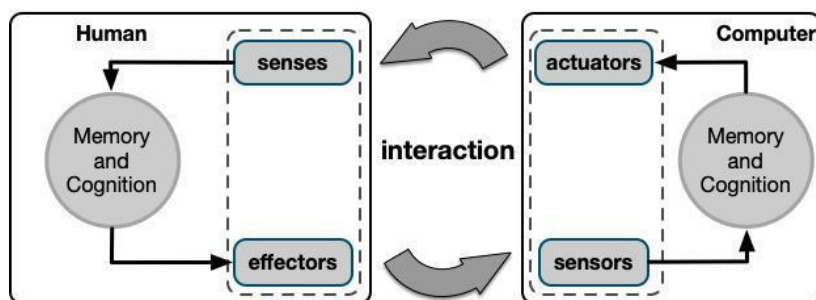 Human
senses
Memory
and
Cognition
effectors
interaction
Computer
actuators
Memory
and
Cognition
sensors